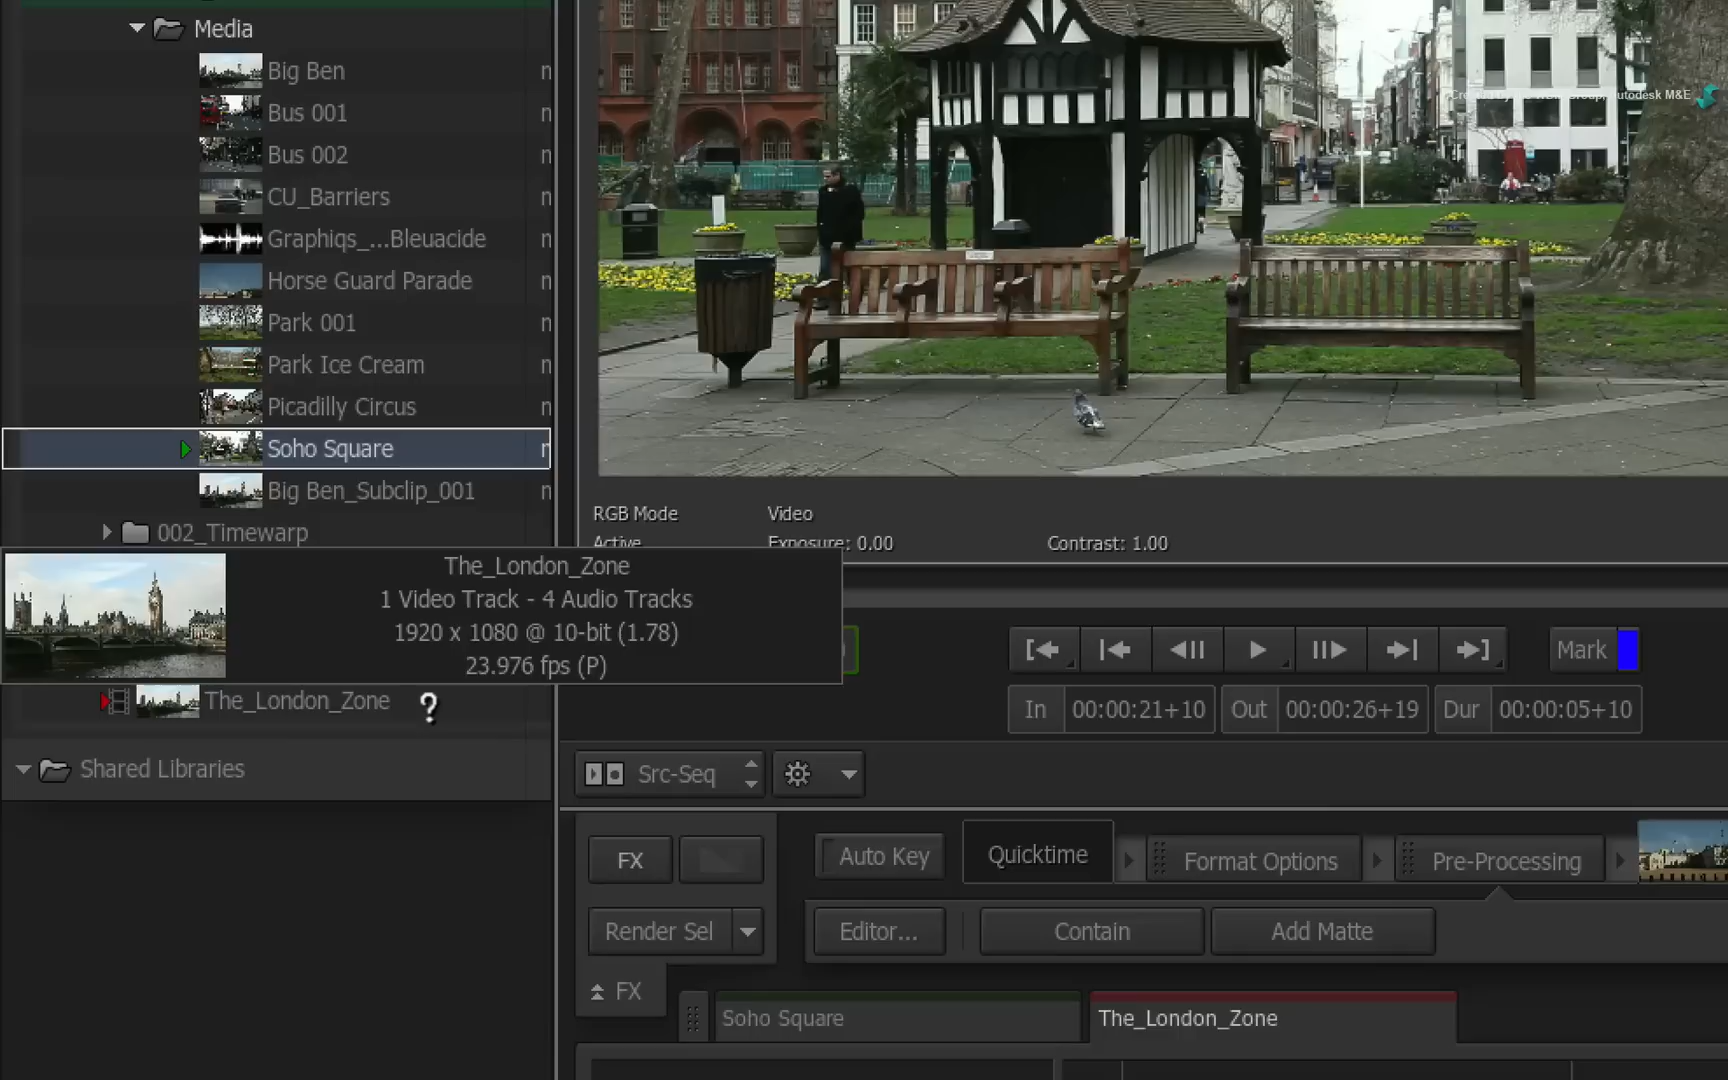 Media
Big Ben
Bus 001
Bus 002
CU_Barriers
Graphiqs_...Bleuacide
Horse Guard Parade
Park 001
Park Ice Cream
Picadilly Circus
Soho Square
Big Ben_Subclip_001
002_Timewarp
The_London_Zone
1 Video Track - 4 Audio Tracks
1920 x 1080 @ 10-bit (1.78)
23.976 fps (P)
The_London_Zone
?
Shared Libraries
Autodesk M&E
RGB Mode
Video
Active
Exposure: 0.00
Contrast: 1.00
Mark
In 00:00:21+10
Out 00:00:26+19
Dur 00:00:05+10
Src-Seq
FX
Auto Key
Quicktime
Format Options
Pre-Processing
Render Sel
Editor...
Contain
Add Matte
FX
Soho Square
The_London_Zone